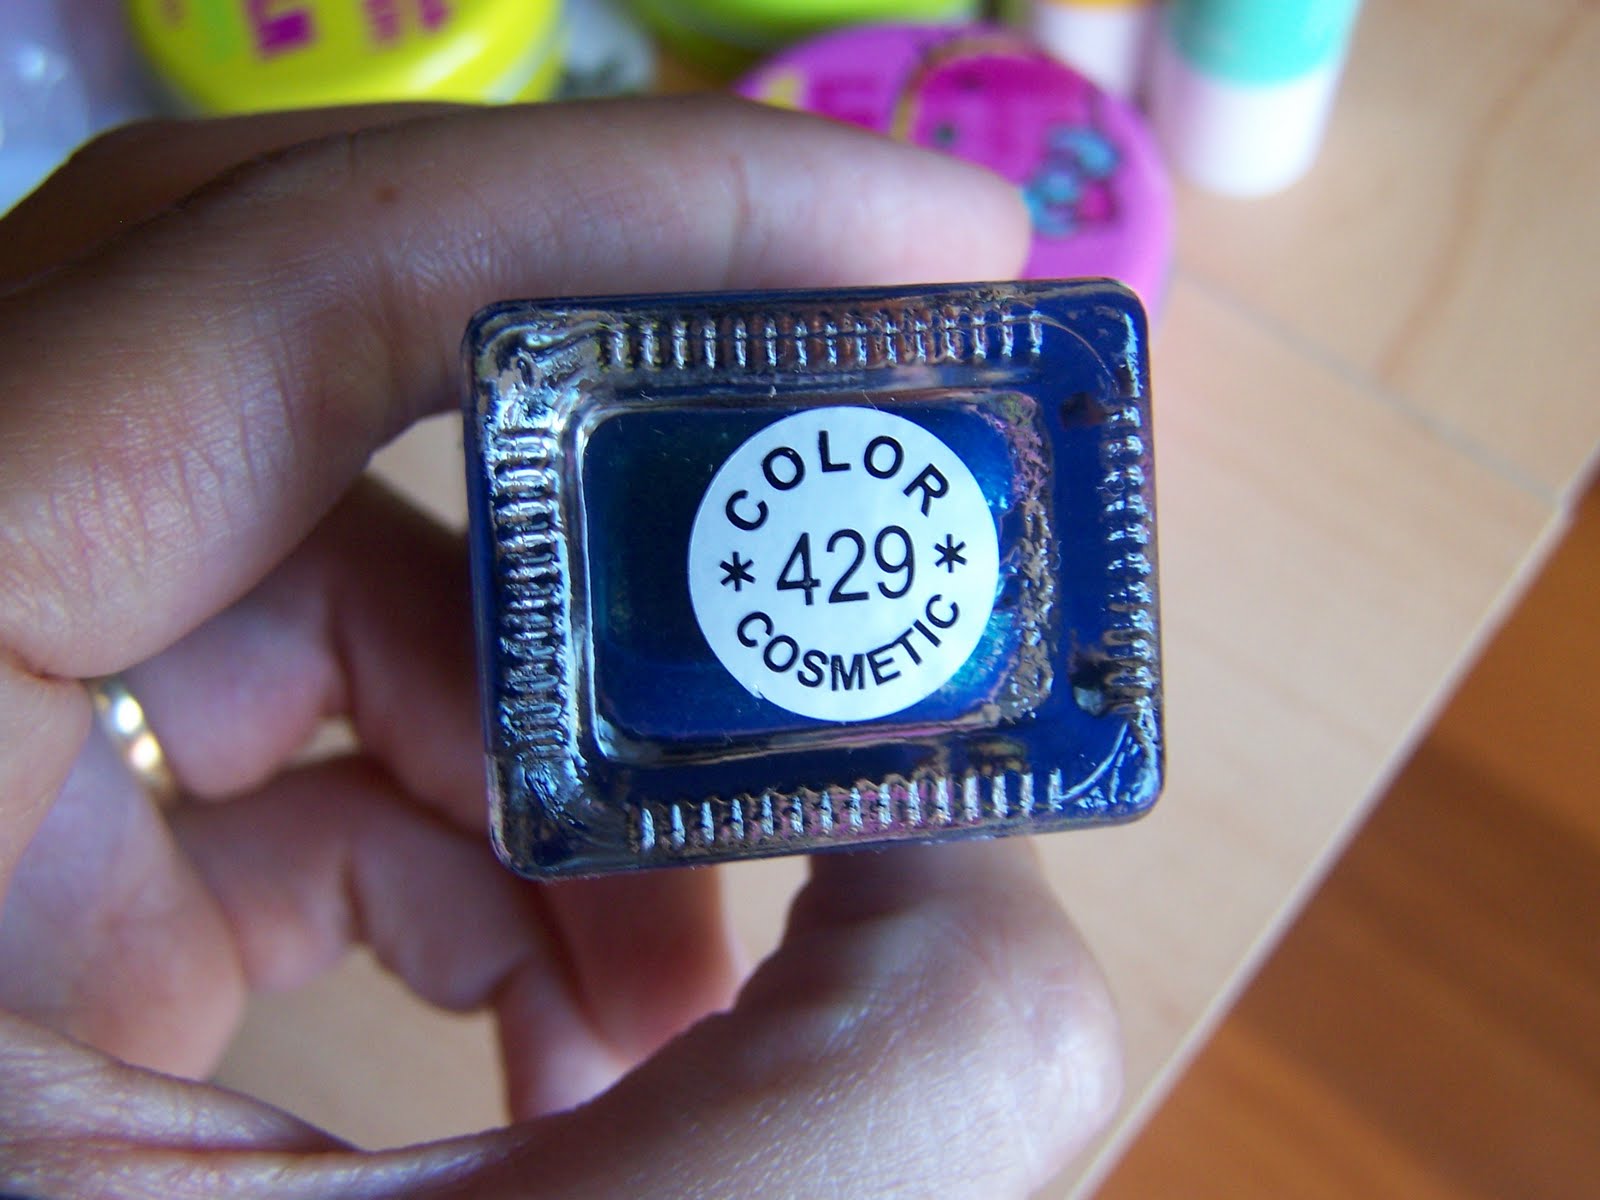 COLOR
* 429 *
COSMETIC